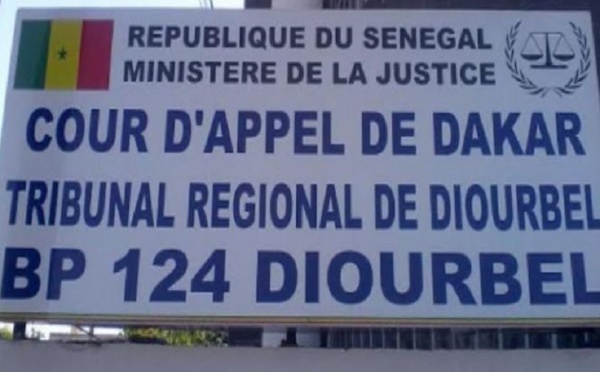 REPUBLIQUE DU SENEGAL
MINISTERE DE LA JUSTICE
COUR D'APPEL DE DAKAR
TRIBUNAL REGIONAL DE DIOURBEL
BP 124 DIOURBEL